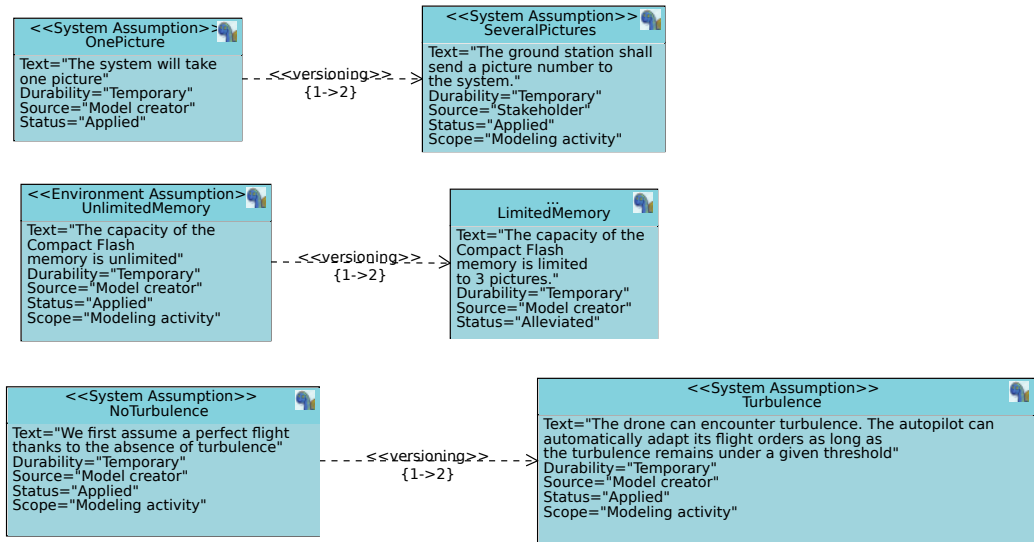 <<System Assumption>>
OnePicture
Text="The system will take
one picture"
Durability="Temporary"
Source="Model creator"
Status="Applied"
<<versioning>>
{1->2}
<<System Assumption>>
SeveralPictures
Text="The ground station shall
send a picture number to
the system."
Durability="Temporary"
Source="Stakeholder"
Status="Applied"
Scope="Modeling activity"
<<Environment Assumption>
UnlimitedMemory
Text="The capacity of the
Compact Flash
memory is unlimited"
Durability="Temporary"
Source="Model creator"
Status="Applied"
Scope="Modeling activity"
<<versioning>>
{1->2}
...
LimitedMemory
Text="The capacity of the
Compact Flash
memory is limited
to 3 pictures."
Durability="Temporary"
Source="Model creator"
Status="Alleviated"
<<System Assumption>>
NoTurbulence
Text="We first assume a perfect flight
thanks to the absence of turbulence"
Durability="Temporary"
Source="Model creator"
Status="Applied"
Scope="Modeling activity"
<<versioning>>
{1->2}
<<System Assumption>>
Turbulence
Text="The drone can encounter turbulence. The autopilot can
automatically adapt its flight orders as long as
the turbulence remains under a given threshold"
Durability="Temporary"
Source="Model creator"
Status="Applied"
Scope="Modeling activity"